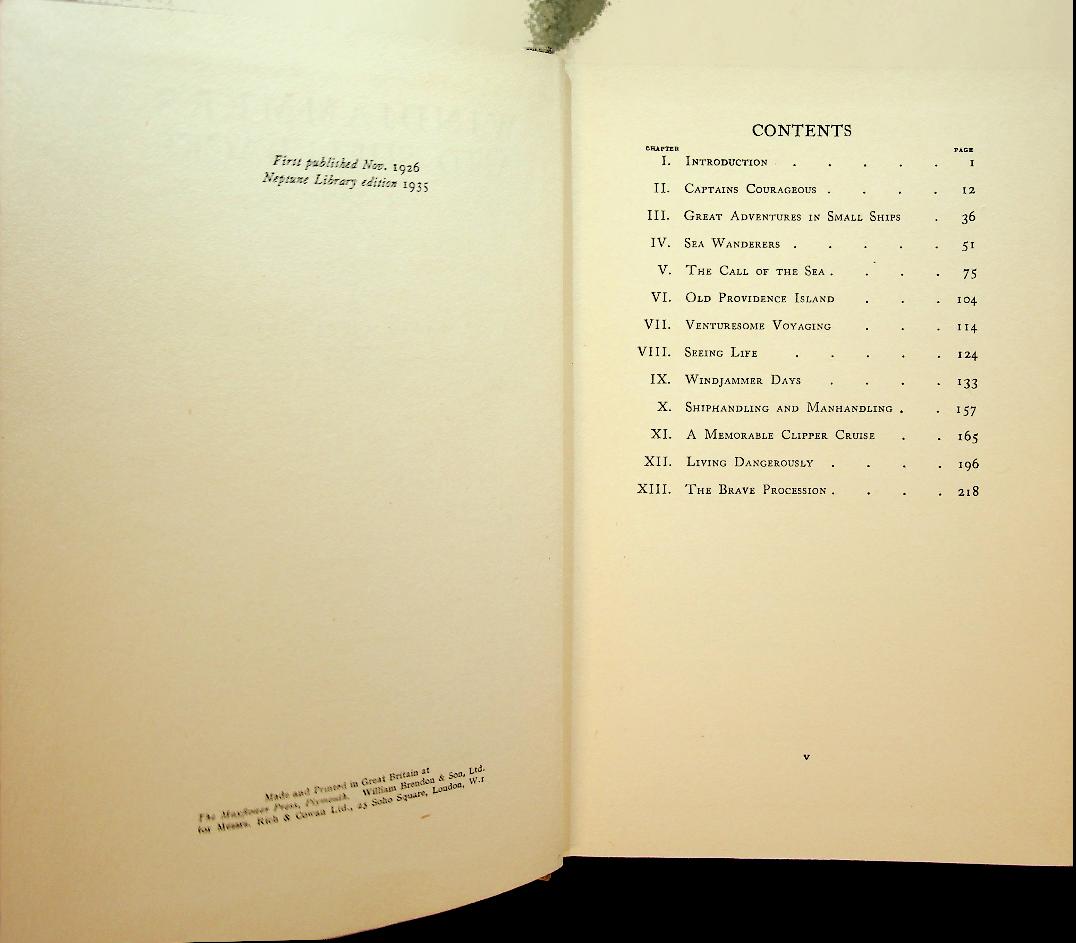 First published Nov. 1926
Neptune Library edition 1935
Made and Printed in Great Britain at
The Mayflower Press, Plymouth. William Brendon & Son, Ltd.
for Messrs. Rich & Cowan Ltd., 25 Soho Square, London, W.1
CONTENTS
CHAPTER PAGE
I. INTRODUCTION . . . . . 1
II. CAPTAINS COURAGEOUS . . . . 12
III. GREAT ADVENTURES IN SMALL SHIPS . 36
IV. SEA WANDERERS . . . . . 51
V. THE CALL OF THE SEA . . . . 75
VI. OLD PROVIDENCE ISLAND . . . 104
VII. VENTURESOME VOYAGING . . . 114
VIII. SEEING LIFE . . . . . 124
IX. WINDJAMMER DAYS . . . . 133
X. SHIPHANDLING AND MANHANDLING . . 157
XI. A MEMORABLE CLIPPER CRUISE . . 165
XII. LIVING DANGEROUSLY . . . . 196
XIII. THE BRAVE PROCESSION . . . . 218
v